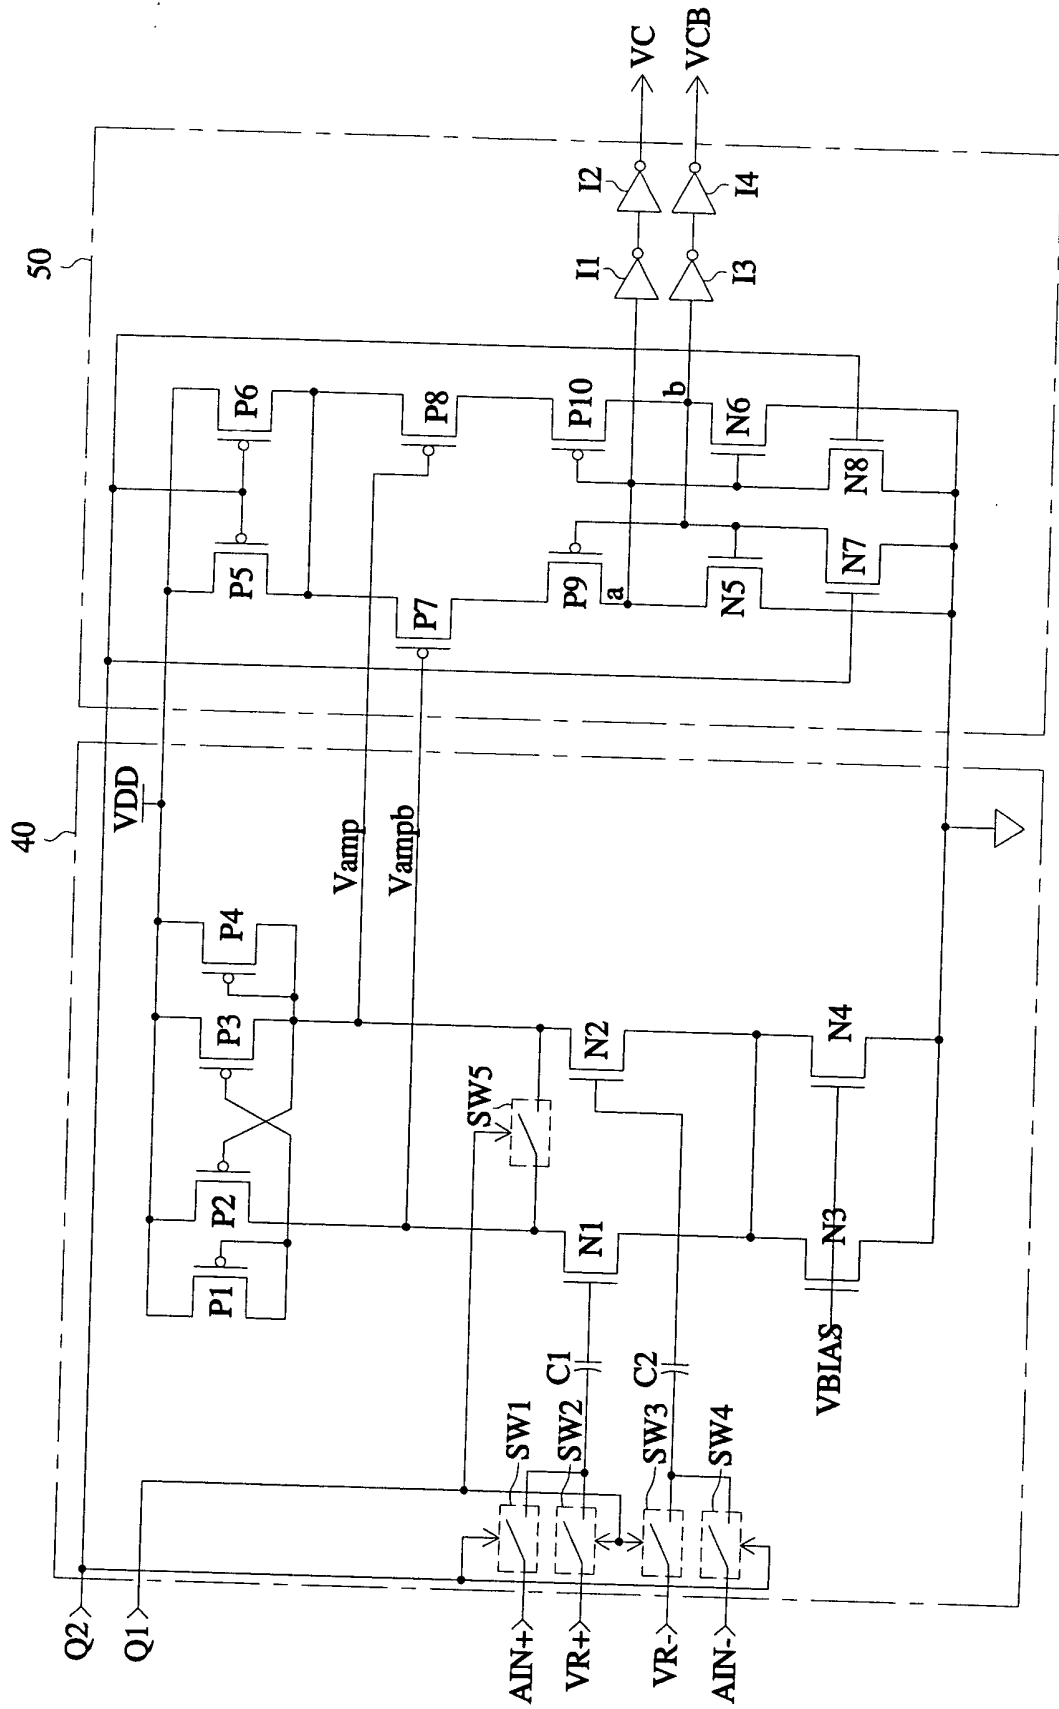 40
50
Q2
Q1
VDD
P1
P2
P3
P4
P5
P6
Vamp
Vampb
P7
P8
SW5
P9
P10
a
b
I1
I2
VC
I3
I4
VCB
AIN+
SW1
VR+
SW2
C1
N1
N2
VR-
SW3
C2
AIN-
SW4
N5
N6
VBIAS
N3
N4
N7
N8